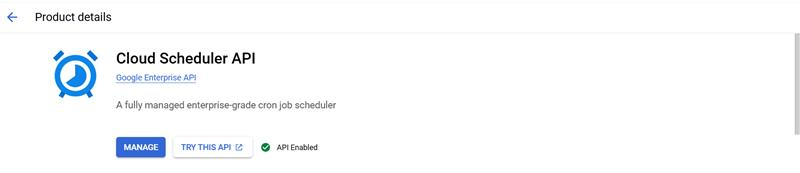 Product details
Cloud Scheduler API
Google Enterprise API
A fully managed enterprise-grade cron job scheduler
MANAGE TRY THIS API API Enabled